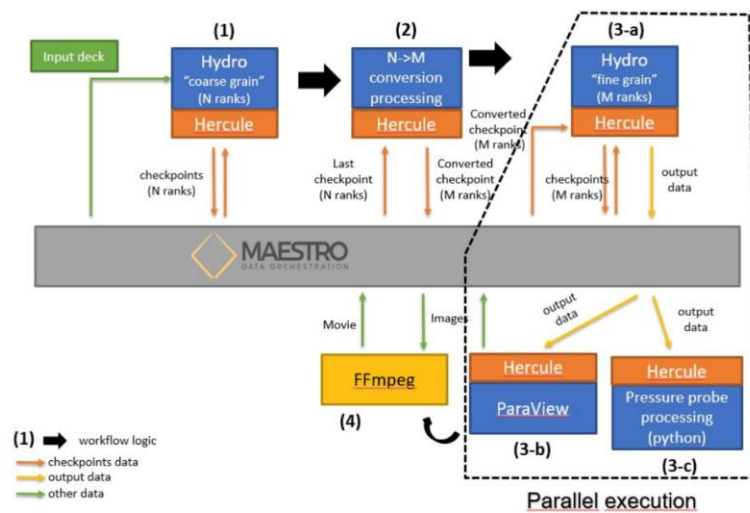 (1)
(2)
(3-a)
Input deck
Hydro
“coarse grain”
(N ranks)
Hercule
N->M
conversion
processing
Hercule
Hydro
“fine grain”
(M ranks)
Hercule
Converted
checkpoint
(M ranks)
checkpoints
(N ranks)
Last
checkpoint
(N ranks)
Converted
checkpoint
(M ranks)
checkpoints
(M ranks)
output
data
MAESTRO
DATA ORCHESTRATION
Movie
Images
output
data
output
data
FFmpeg
(4)
Hercule
ParaView
(3-b)
Hercule
Pressure probe
processing
(python)
(3-c)
(1) workflow logic
checkpoints data
output data
other data
Parallel execution